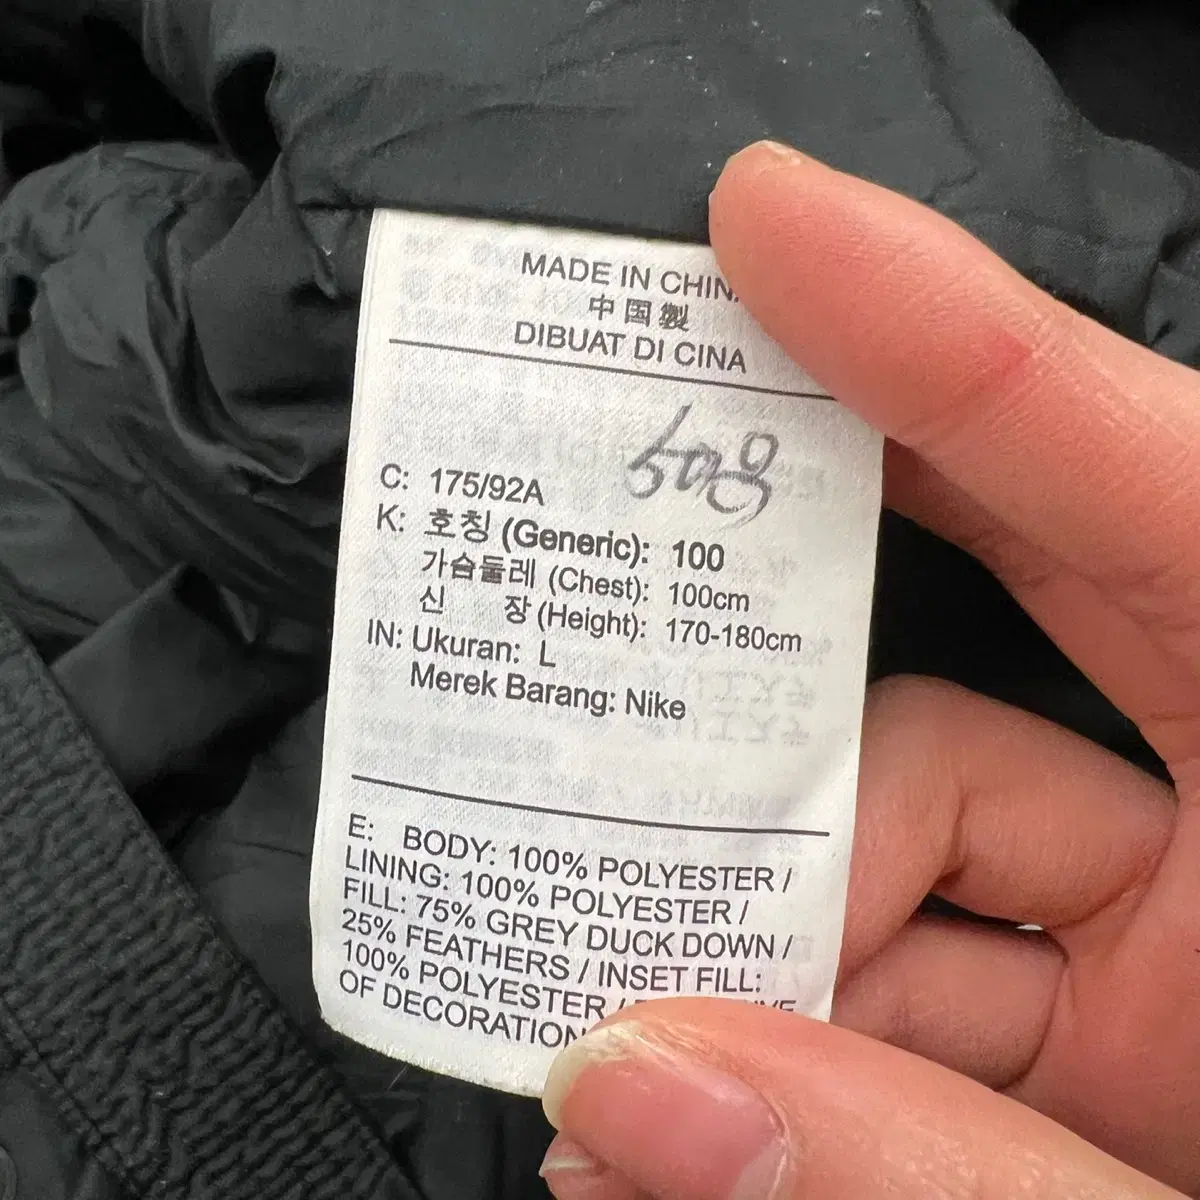 MADE IN CHIN
中国製
DIBUAT DI CINA
C: 175/92A
K: 호칭 (Generic): 100
가슴둘레 (Chest): 100cm
신 장 (Height): 170-180cm
IN: Ukuran: L
Merek Barang: Nike
E: BODY: 100% POLYESTER /
LINING: 100% POLYESTER /
FILL: 75% GREY DUCK DOWN /
25% FEATHERS / INSET FILL:
100% POLYESTER /
OF DECORATION